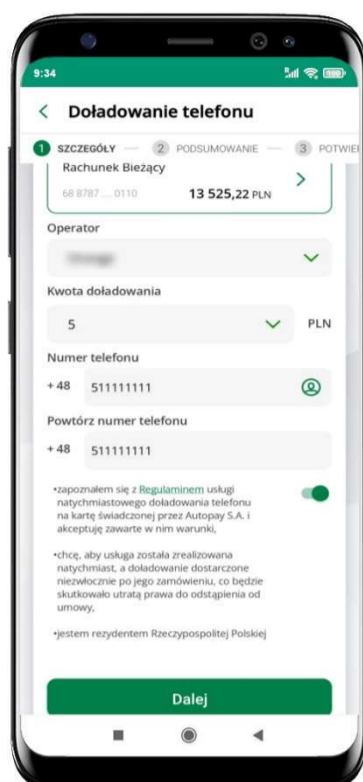 9:34
Doładowanie telefonu
1 SZCZEGÓŁY 2 PODSUMOWANIE 3 POTWIE
Rachunek Bieżący
68 8787 ... 0110 13 525,22 PLN
Operator
Kwota doładowania
5 PLN
Numer telefonu
+ 48 511111111
Powtórz numer telefonu
+ 48 511111111
•zapoznałem się z Regulaminem usługi
natychmiastowego doładowania telefonu
na kartę świadczonej przez Autopay S.A. i
akceptuję zawarte w nim warunki,
•chcę, aby usługa została zrealizowana
natychmiast, a doładowanie dostarczone
niezwłocznie po jego zamówieniu, co będzie
skutkowało utratą prawa do odstąpienia od
umowy,
•jestem rezydentem Rzeczypospolitej Polskiej
Dalej